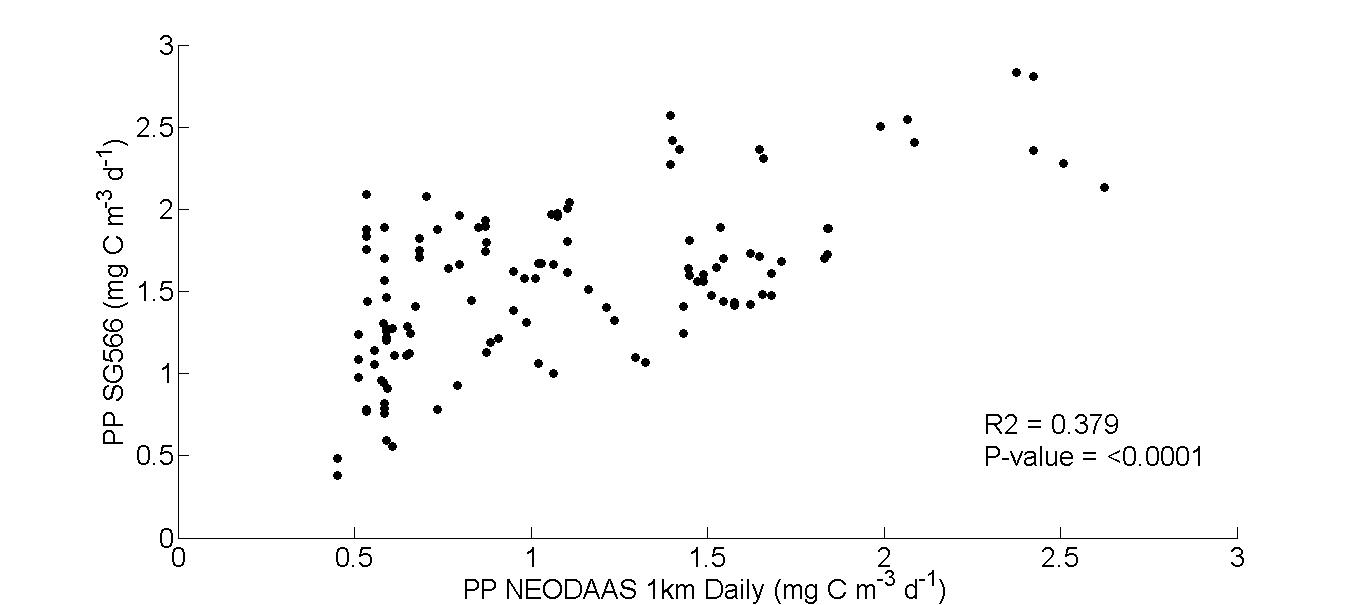 3
2.5
2
1.5
1
0.5
0
PP SG566 (mg C m-3 d-1)
R2 = 0.379
P-value = <0.0001
0 0.5 1 1.5 2 2.5 3
PP NEODAAS 1km Daily (mg C m-3 d-1)